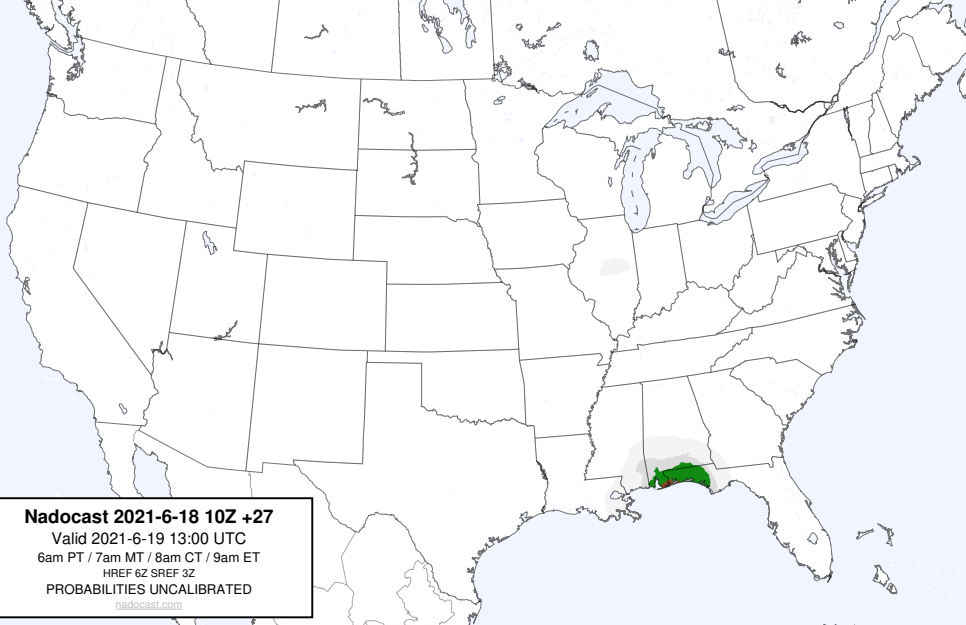 Nadocast 2021-6-18 10Z +27
Valid 2021-6-19 13:00 UTC
6am PT / 7am MT / 8am CT / 9am ET
HREF 6Z SREF 3Z
PROBABILITIES UNCALIBRATED
nadocast.com